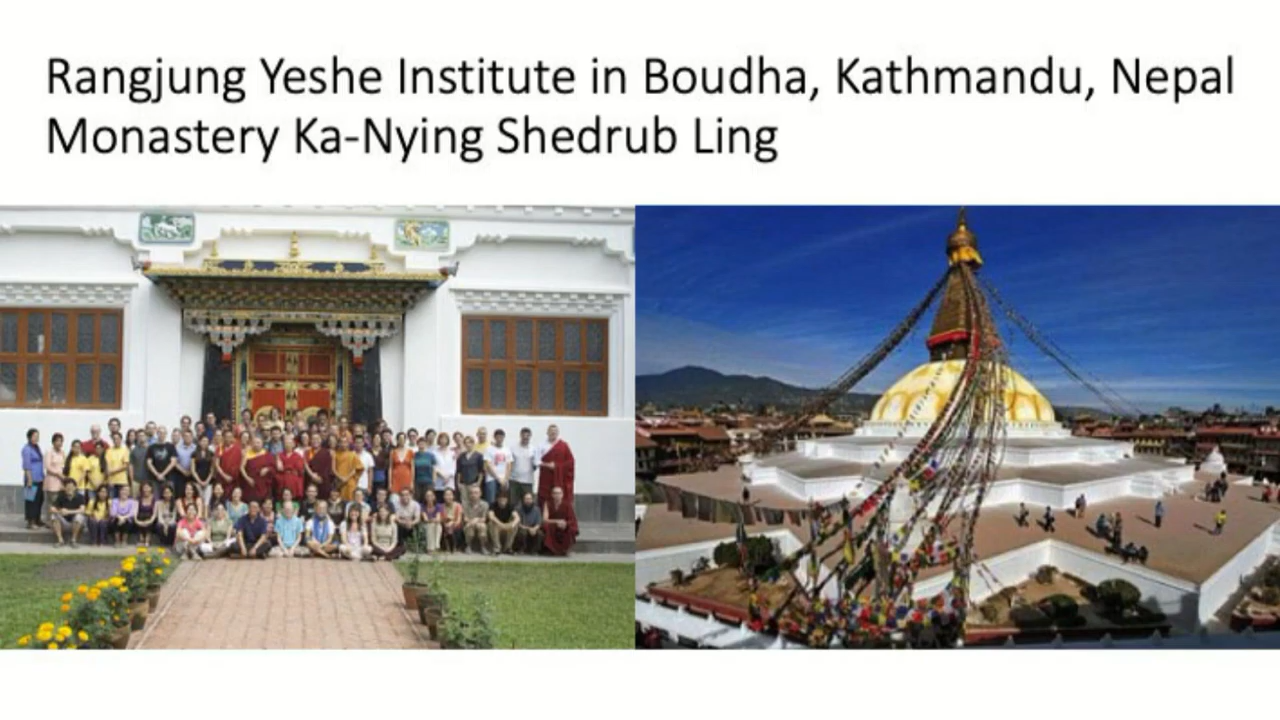 Rangjung Yeshe Institute in Boudha, Kathmandu, Nepal
Monastery Ka-Nying Shedrub Ling